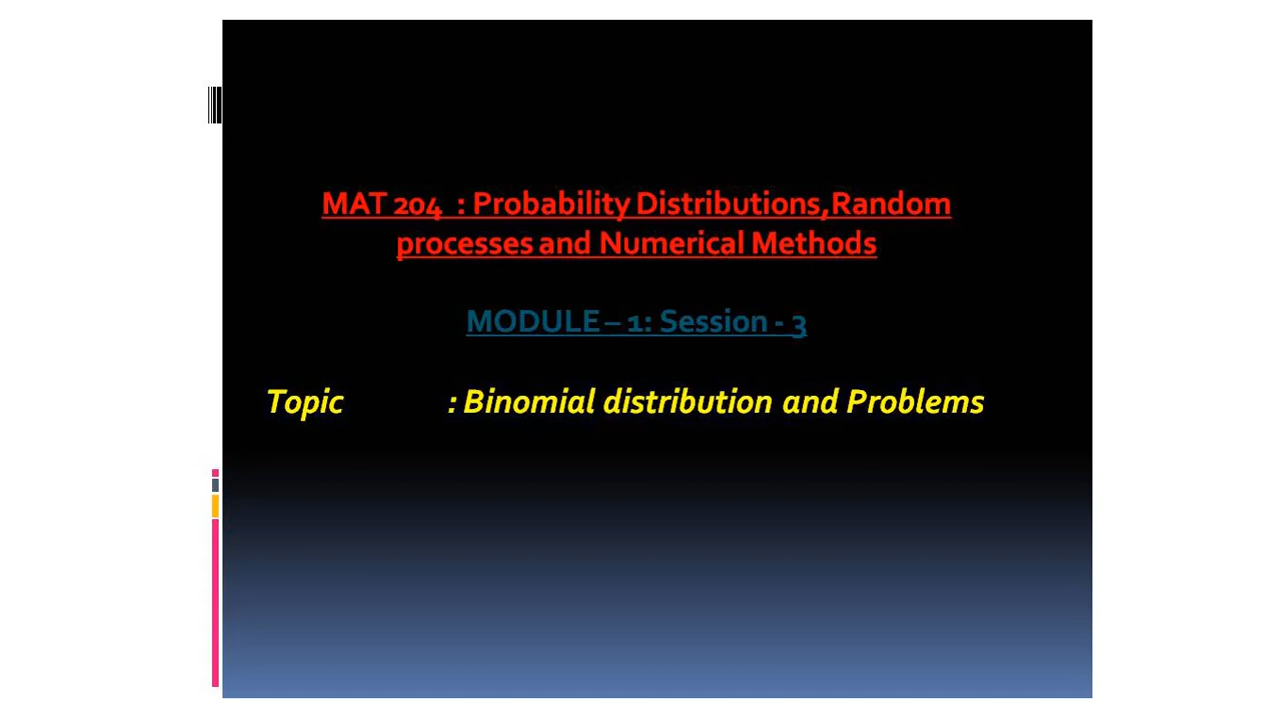 MAT 204 : Probability Distributions,Random
processes and Numerical Methods
MODULE – 1: Session - 3
Topic : Binomial distribution and Problems